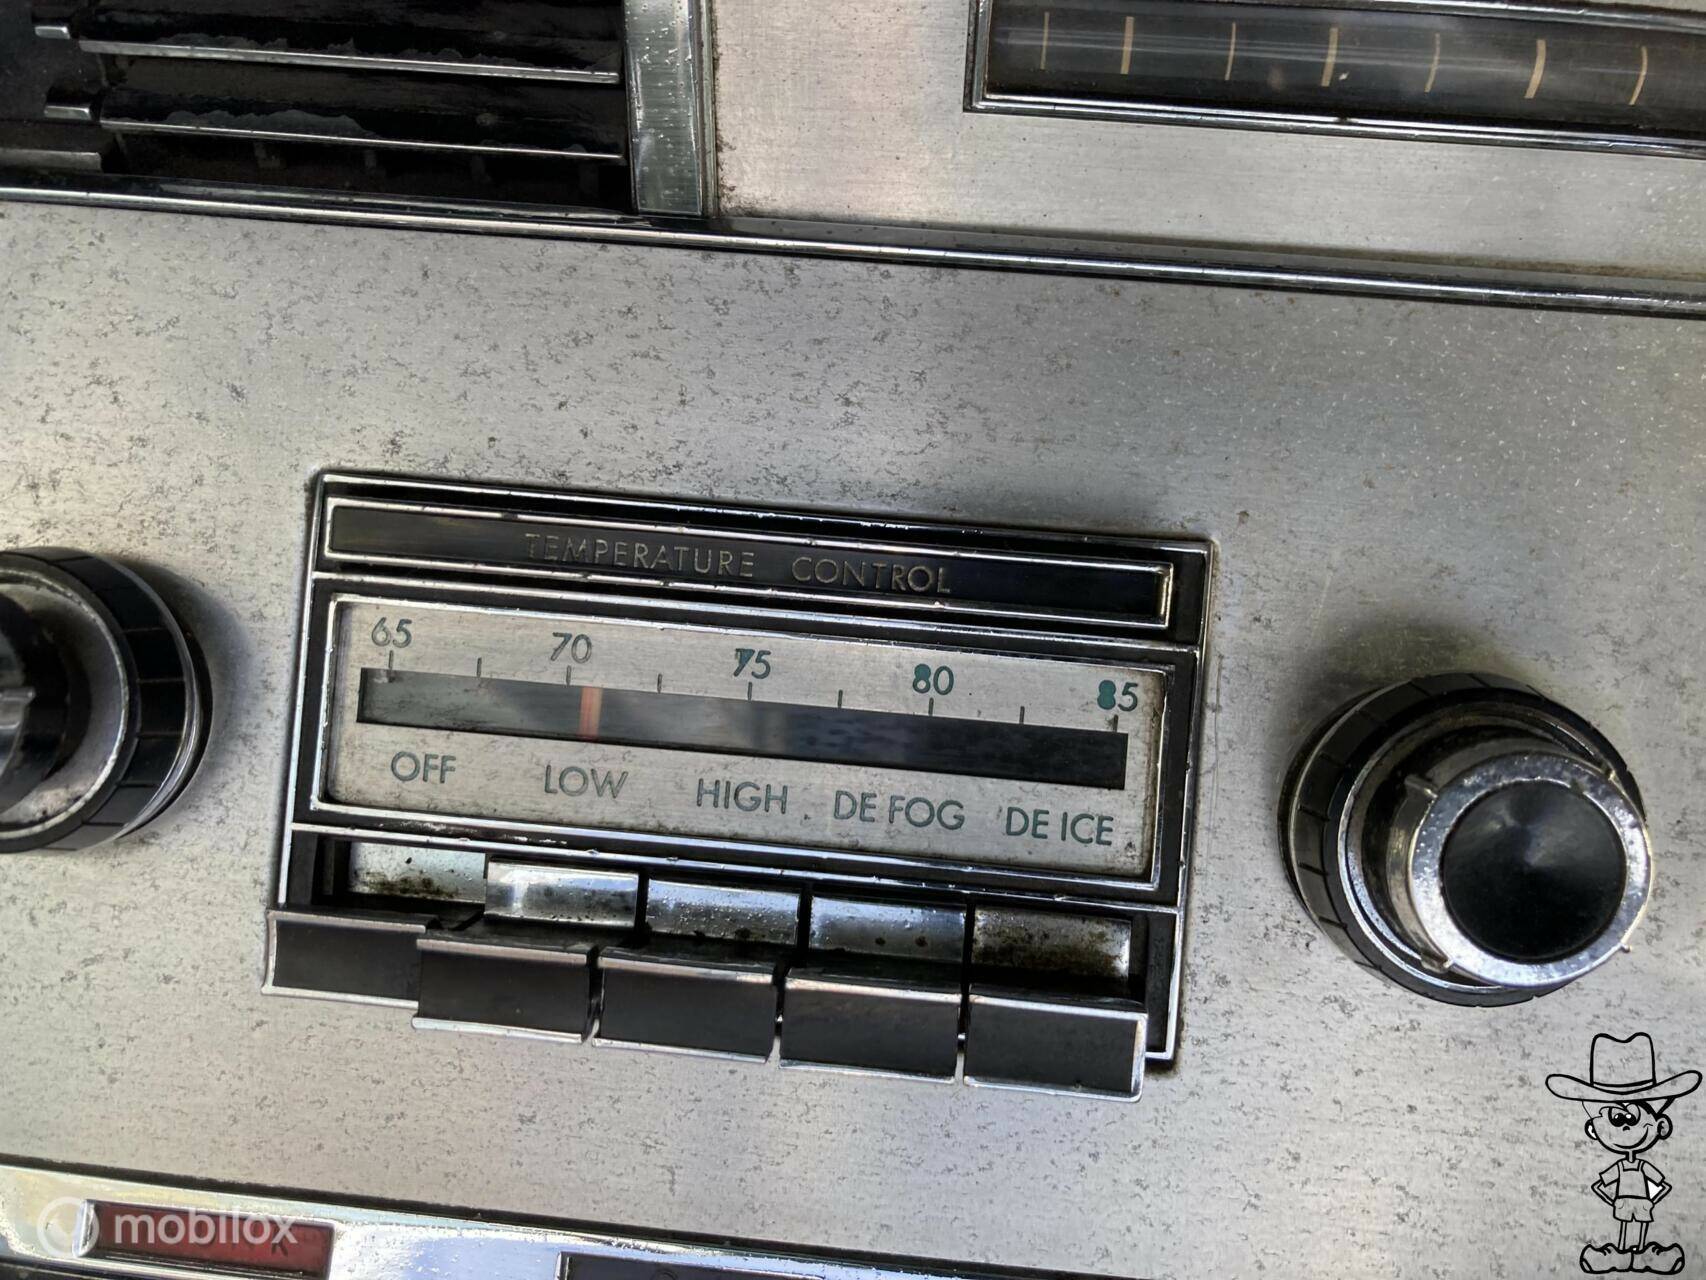 TEMPERATURE CONTROL
65 70 75 80 85
OFF LOW HIGH DE FOG DE ICE
mobilox